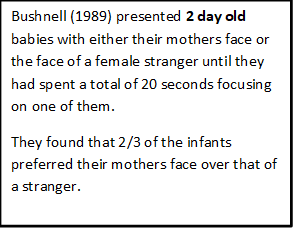 Bushnell (1989) presented 2 day old
babies with either their mothers face or
the face of a female stranger until they
had spent a total of 20 seconds focusing
on one of them.
They found that 2/3 of the infants
preferred their mothers face over that of
a stranger.